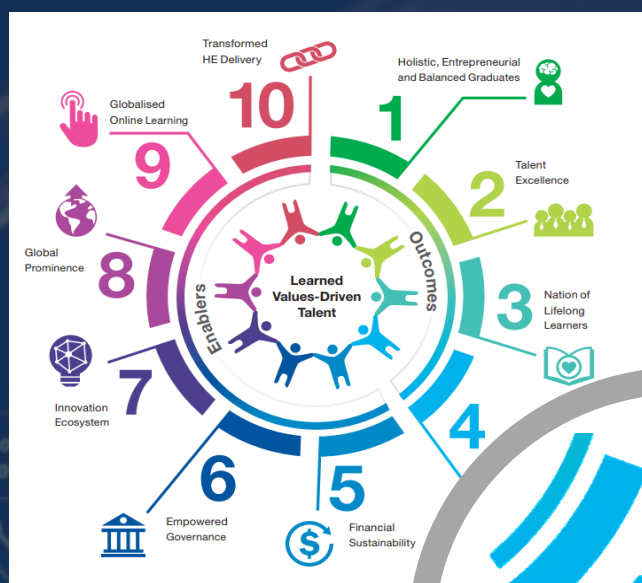 Transformed
HE Delivery
10
1
Holistic, Entrepreneurial
and Balanced Graduates
Globalised
Online Learning
9
2
Talent
Excellence
Global
Prominence
8
Enablers
Learned
Values-Driven
Talent
Outcomes
3
Nation of
Lifelong
Learners
7
Innovation
Ecosystem
4
6
Empowered
Governance
5
$
Financial
Sustainability